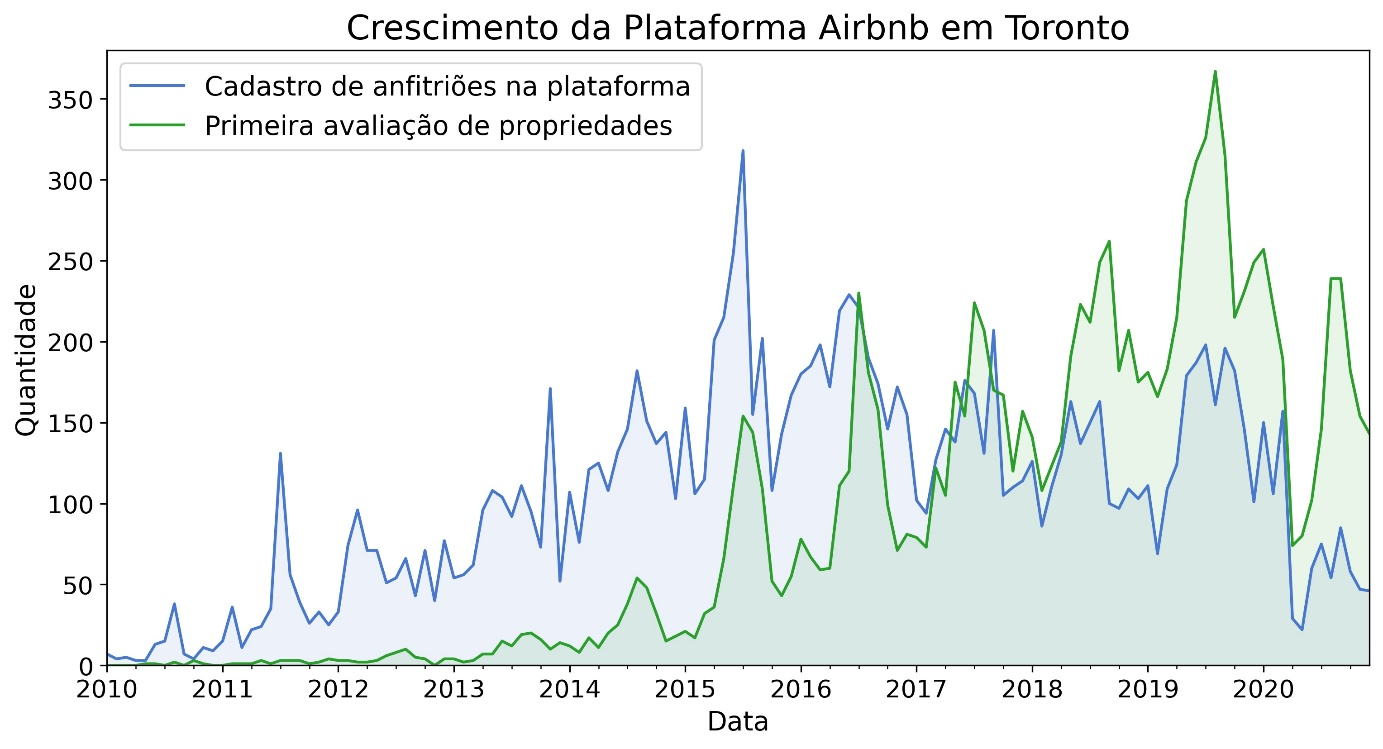 Crescimento da Plataforma Airbnb em Toronto
Cadastro de anfitriões na plataforma
Primeira avaliação de propriedades
350
300
250
200
150
100
50
0
Quantidade
2010 2011 2012 2013 2014 2015 2016 2017 2018 2019 2020
Data